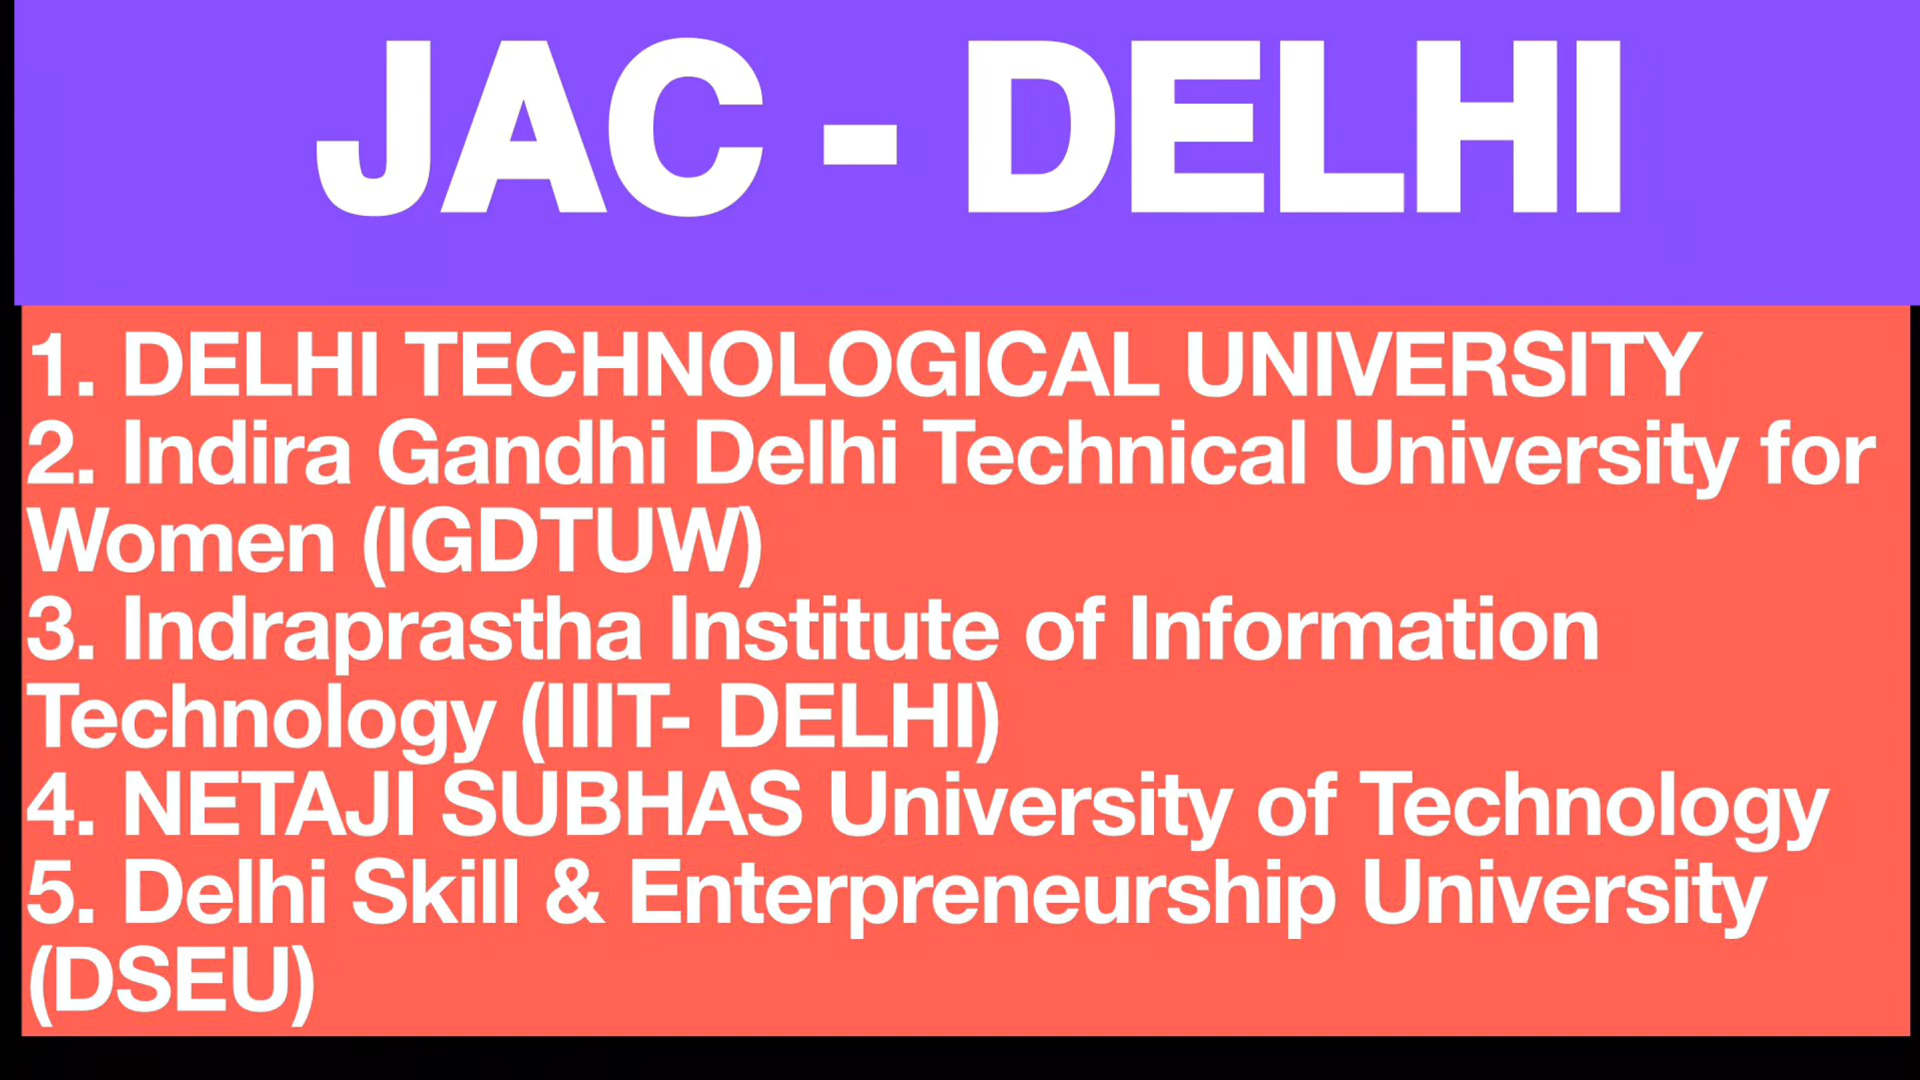 JAC - DELHI
1. DELHI TECHNOLOGICAL UNIVERSITY
2. Indira Gandhi Delhi Technical University for
Women (IGDTUW)
3. Indraprastha Institute of Information
Technology (IIIT- DELHI)
4. NETAJI SUBHAS University of Technology
5. Delhi Skill & Enterpreneurship University
(DSEU)